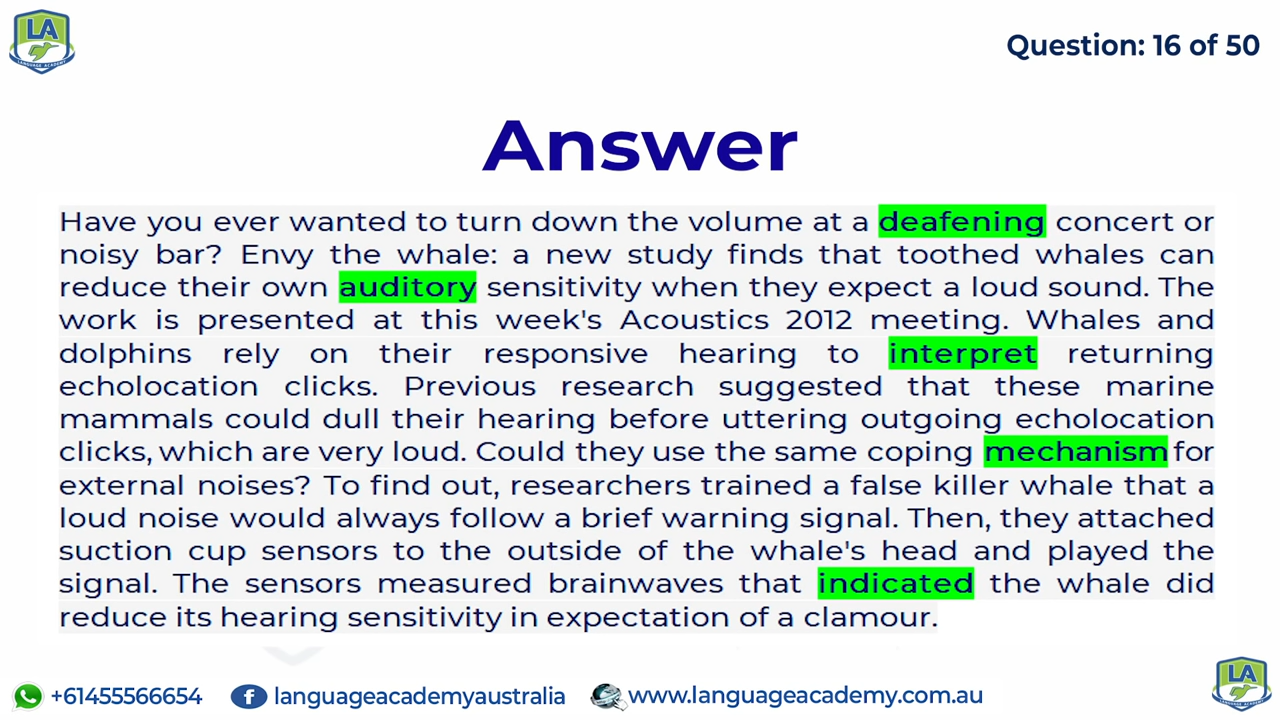 LA
LANGUAGE ACADEMY
Question: 16 of 50
Answer
Have you ever wanted to turn down the volume at a deafening concert or
noisy bar? Envy the whale: a new study finds that toothed whales can
reduce their own auditory sensitivity when they expect a loud sound. The
work is presented at this week's Acoustics 2012 meeting. Whales and
dolphins rely on their responsive hearing to interpret returning
echolocation clicks. Previous research suggested that these marine
mammals could dull their hearing before uttering outgoing echolocation
clicks, which are very loud. Could they use the same coping mechanism for
external noises? To find out, researchers trained a false killer whale that a
loud noise would always follow a brief warning signal. Then, they attached
suction cup sensors to the outside of the whale's head and played the
signal. The sensors measured brainwaves that indicated the whale did
reduce its hearing sensitivity in expectation of a clamour.
+61455566654
languageacademyaustralia
www.languageacademy.com.au
LA
LANGUAGE ACADEMY